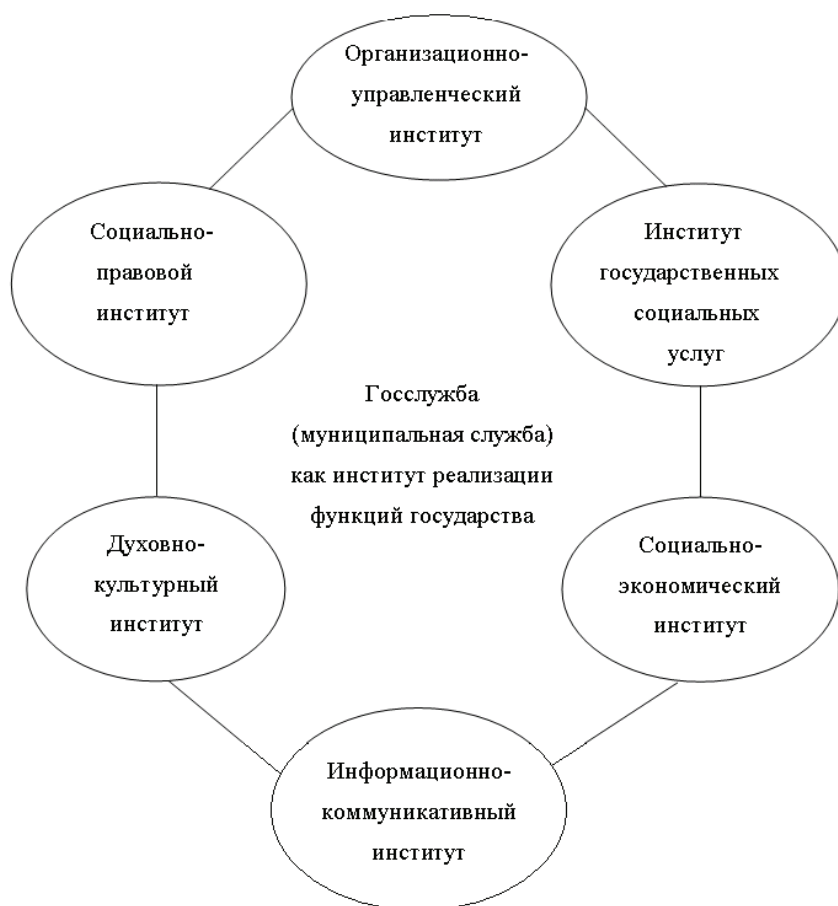 Организационно-
управленческий
институт
Социально-
правовой
институт
Институт
государственных
социальных
услуг
Госслужба
(муниципальная служба)
как институт реализации
функций государства
Духовно-
культурный
институт
Социально-
экономический
институт
Информационно-
коммуникативный
институт